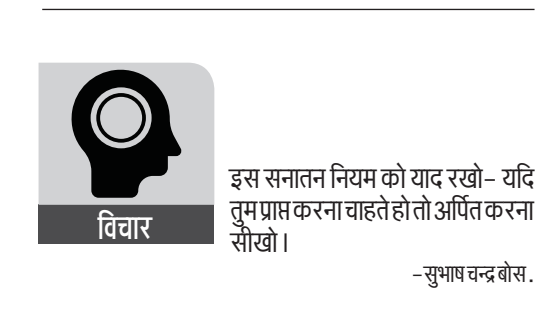 विचार
इस सनातन नियम को याद रखो– यदि
तुम प्राप्त करना चाहते हो तो अर्पित करना
सीखो ।
–सुभाष चन्द्र बोस.